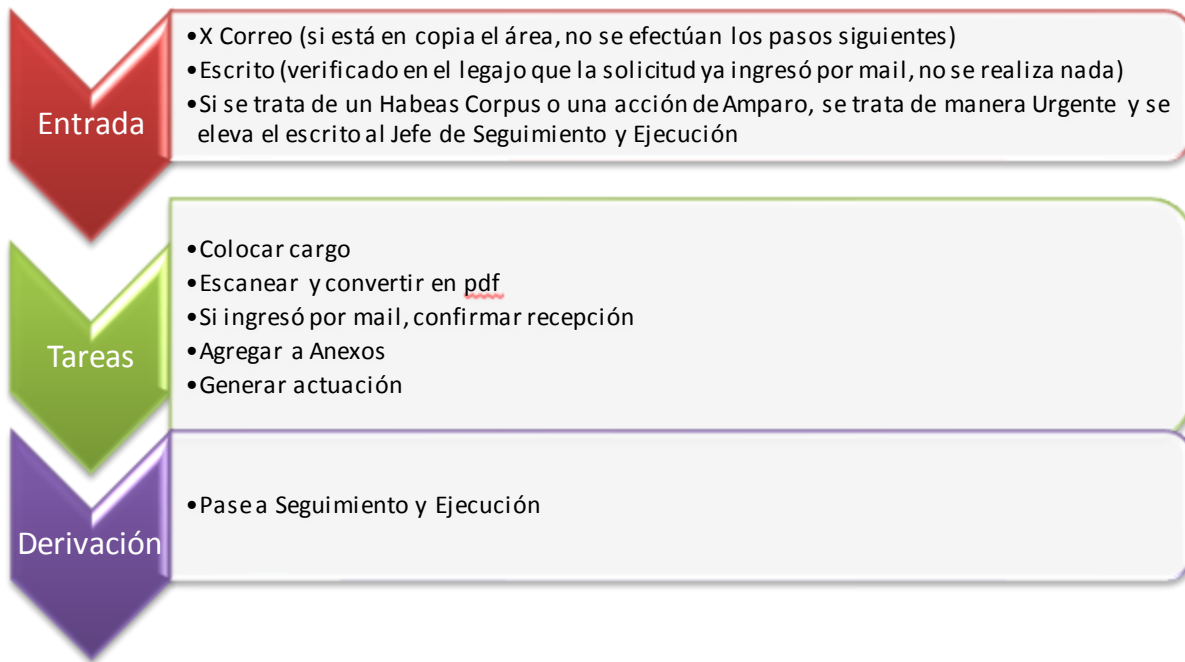 Entrada
•X Correo (si está en copia el área, no se efectúan los pasos siguientes)
•Escrito (verificado en el legajo que la solicitud ya ingresó por mail, no se realiza nada)
•Si se trata de un Habeas Corpus o una acción de Amparo, se trata de manera Urgente y se
eleva el escrito al Jefe de Seguimiento y Ejecución
Tareas
•Colocar cargo
•Escanear y convertir en pdf
•Si ingresó por mail, confirmar recepción
•Agregar a Anexos
•Generar actuación
Derivación
•Pase a Seguimiento y Ejecución